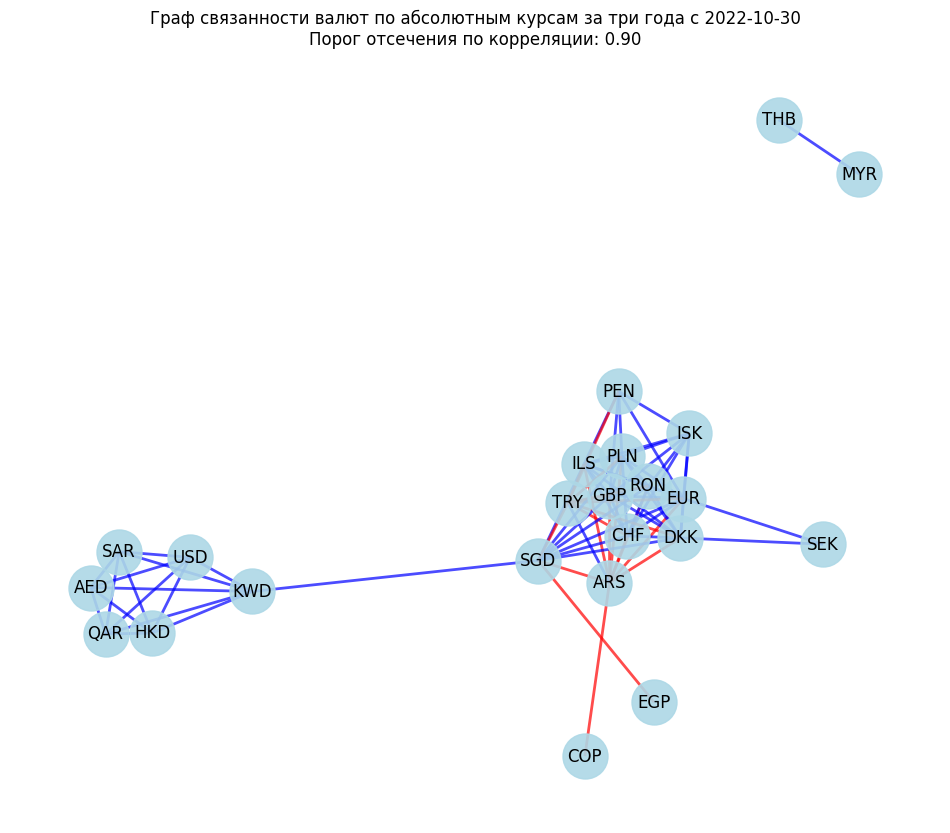 Граф связанности валют по абсолютным курсам за три года с 2022-10-30
Порог отсечения по корреляции: 0.90
THB
MYR
PEN
ISK
PLN
ILS
RON
GBP
EUR
TRY
CHF
DKK
SEK
SGD
ARS
SAR
USD
AED
KWD
QAR
HKD
EGP
COP